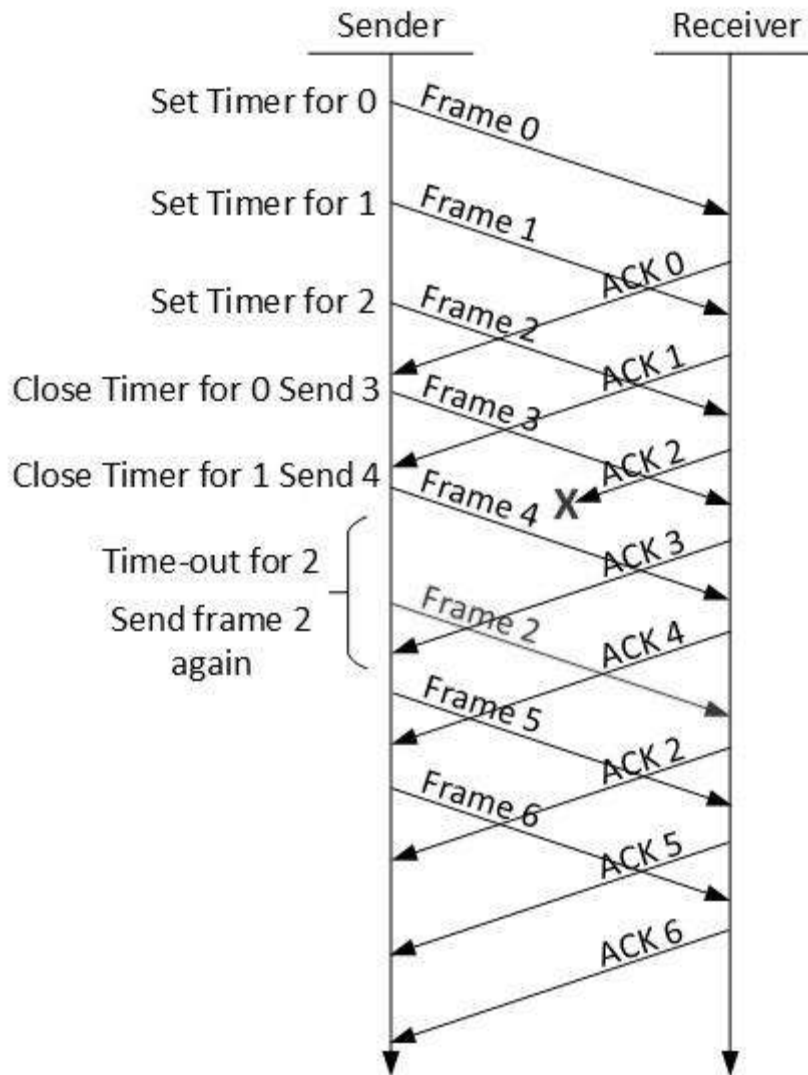 Sender
Receiver
Set Timer for 0
Frame 0
Set Timer for 1
Frame 1
ACK 0
Set Timer for 2
Frame 2
ACK 1
Close Timer for 0 Send 3
Frame 3
ACK 2
Close Timer for 1 Send 4
Frame 4
X
ACK 3
Time-out for 2
Send frame 2
again
Frame 2
ACK 4
Frame 5
ACK 2
Frame 6
ACK 5
ACK 6